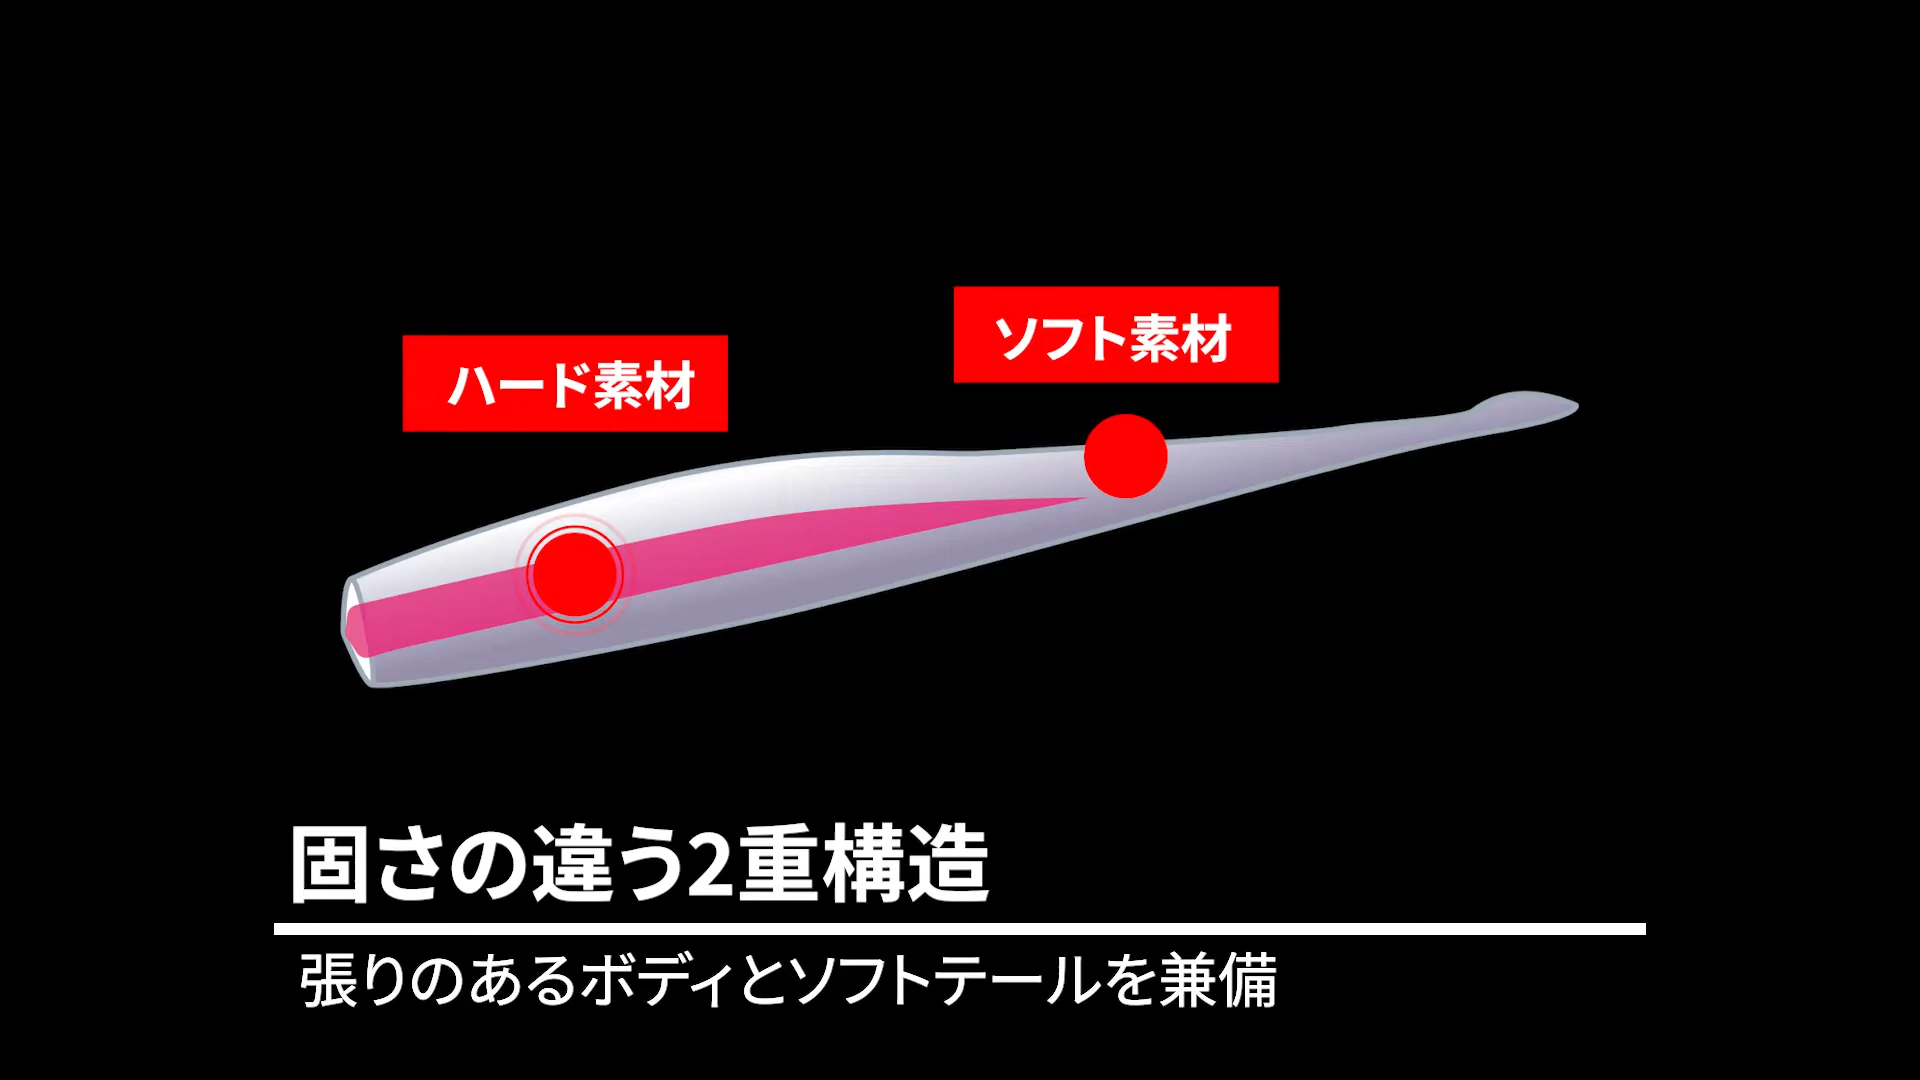 ソフト素材
ハード素材
固さの違う2重構造
張りのあるボディとソフトテールを兼備